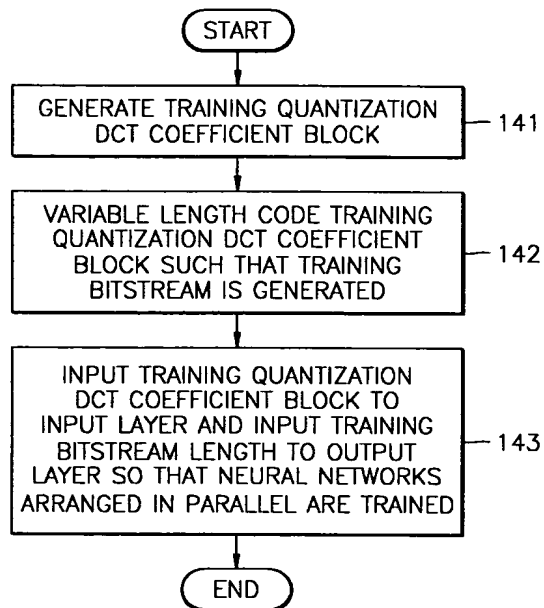 START
GENERATE TRAINING QUANTIZATION
DCT COEFFICIENT BLOCK
141
VARIABLE LENGTH CODE TRAINING
QUANTIZATION DCT COEFFICIENT
BLOCK SUCH THAT TRAINING
BITSTREAM IS GENERATED
142
INPUT TRAINING QUANTIZATION
DCT COEFFICIENT BLOCK TO
INPUT LAYER AND INPUT TRAINING
BITSTREAM LENGTH TO OUTPUT
LAYER SO THAT NEURAL NETWORKS
ARRANGED IN PARALLEL ARE TRAINED
143
END